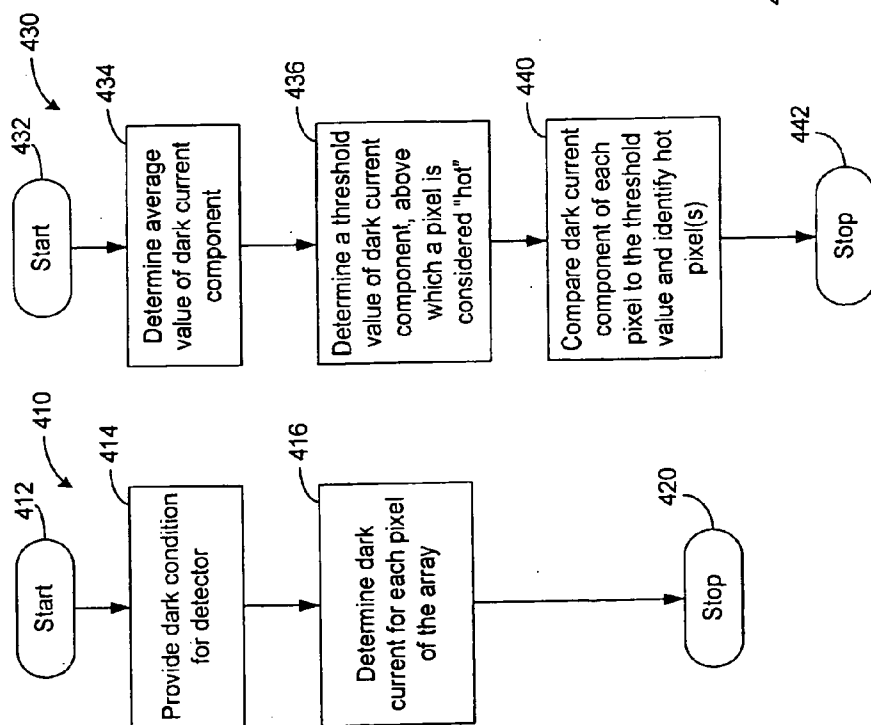 410
412
Start
414
Provide dark condition
for detector
416
Determine dark
current for each pixel
of the array
420
Stop
430
432
Start
434
Determine average
value of dark current
component
436
Determine a threshold
value of dark current
component, above
which a pixel is
considered "hot"
440
Compare dark current
component of each
pixel to the threshold
value and identify hot
pixel(s)
442
Stop